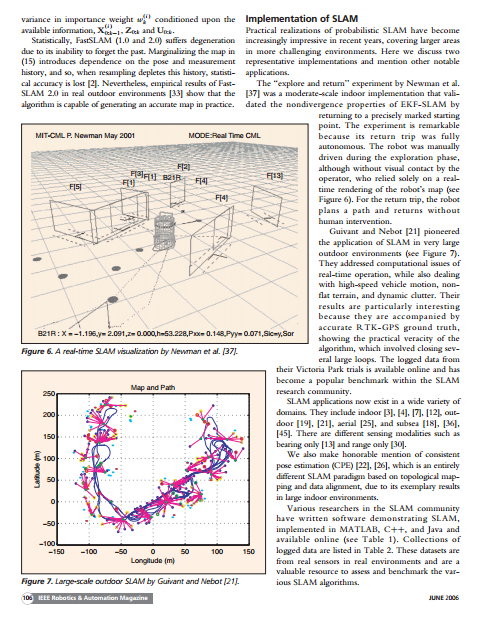 variance in importance weight w_k^(i) conditioned upon the
available information, X_0:k−1^(i), Z_0:k and U_0:k.
Statistically, FastSLAM (1.0 and 2.0) suffers degeneration
due to its inability to forget the past. Marginalizing the map in
(15) introduces dependence on the pose and measurement
history, and so, when resampling depletes this history, statisti-
cal accuracy is lost [2]. Nevertheless, empirical results of Fast-
SLAM 2.0 in real outdoor environments [33] show that the
algorithm is capable of generating an accurate map in practice.
MIT-CML P. Newman May 2001
MODE:Real Time CML
F[2]
F[3]
F[1]
B21R
F[13]
F[5]
F[1]
F[4]
F[4]
B21R : X = -1.196,y= 2.091,z= 0.000,h=53.228,Pxx= 0.148,Pyy= 0.071,Sic=y,Sor
Figure 6. A real-time SLAM visualization by Newman et al. [37].
Map and Path
250
200
150
100
50
0
−50
−100
Latitude (m)
−150
−100
−50
0
50
100
150
Longitude (m)
Figure 7. Large-scale outdoor SLAM by Guivant and Nebot [21].
Implementation of SLAM
Practical realizations of probabilistic SLAM have become
increasingly impressive in recent years, covering larger areas
in more challenging environments. Here we discuss two
representative implementations and mention other notable
applications.
The “explore and return” experiment by Newman et al.
[37] was a moderate-scale indoor implementation that vali-
dated the nondivergence properties of EKF-SLAM by
returning to a precisely marked starting
point. The experiment is remarkable
because its return trip was fully
autonomous. The robot was manually
driven during the exploration phase,
although without visual contact by the
operator, who relied solely on a real-
time rendering of the robot’s map (see
Figure 6). For the return trip, the robot
plans a path and returns without
human intervention.
Guivant and Nebot [21] pioneered
the application of SLAM in very large
outdoor environments (see Figure 7).
They addressed computational issues of
real-time operation, while also dealing
with high-speed vehicle motion, non-
flat terrain, and dynamic clutter. Their
results are particularly interesting
because they are accompanied by
accurate RTK-GPS ground truth,
showing the practical veracity of the
algorithm, which involved closing sev-
eral large loops. The logged data from
their Victoria Park trials is available online and has
become a popular benchmark within the SLAM
research community.
SLAM applications now exist in a wide variety of
domains. They include indoor [3], [4], [7], [12], out-
door [19], [21], aerial [25], and subsea [18], [36],
[45]. There are different sensing modalities such as
bearing only [13] and range only [30].
We also make honorable mention of consistent
pose estimation (CPE) [22], [26], which is an entirely
different SLAM paradigm based on topological map-
ping and data alignment, due to its exemplary results
in large indoor environments.
Various researchers in the SLAM community
have written software demonstrating SLAM,
implemented in MATLAB, C++, and Java and
available online (see Table 1). Collections of
logged data are listed in Table 2. These datasets are
from real sensors in real environments and are a
valuable resource to assess and benchmark the var-
ious SLAM algorithms.
106 IEEE Robotics & Automation Magazine
JUNE 2006